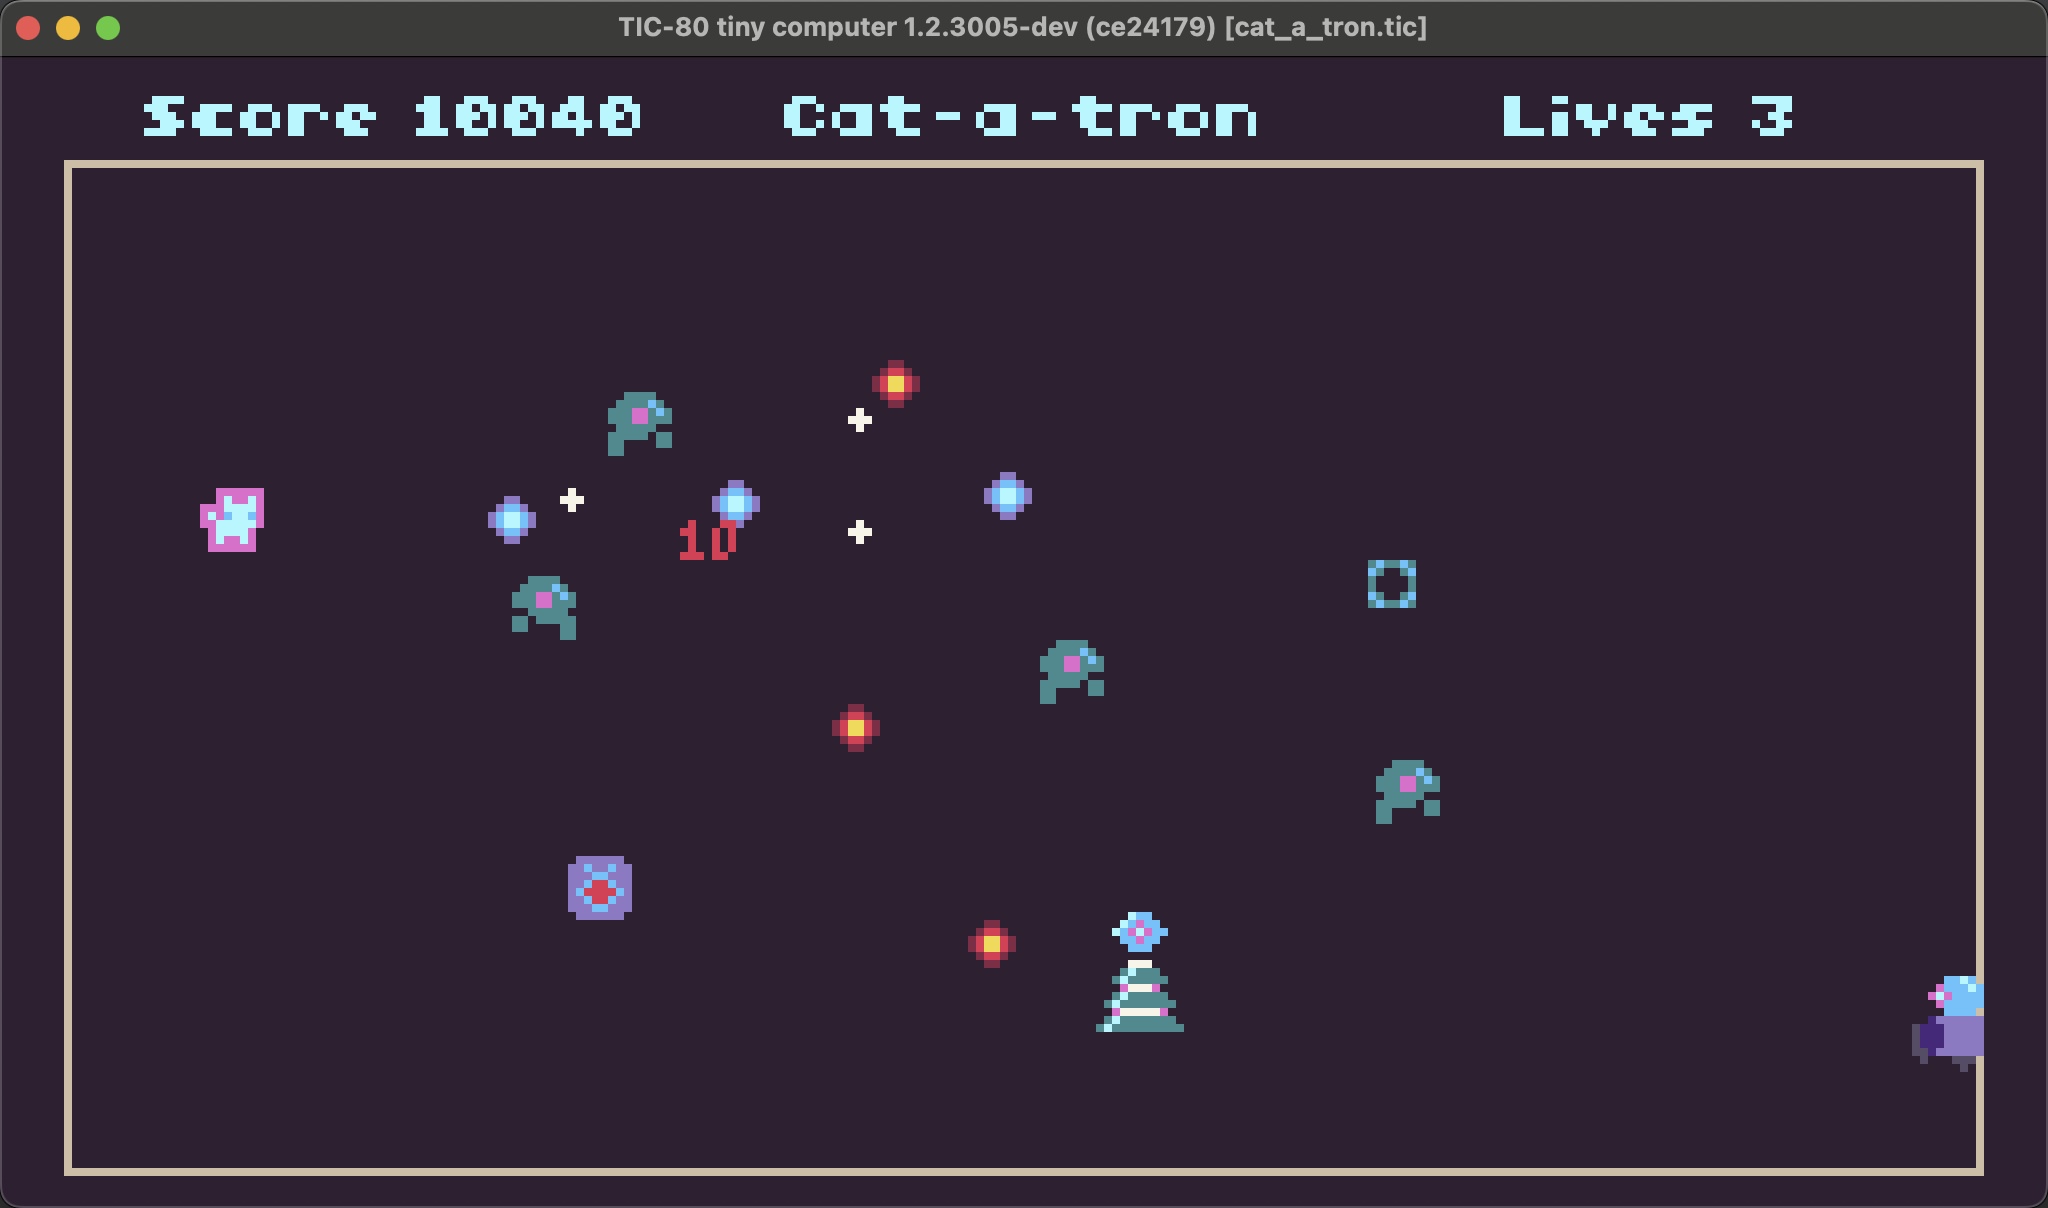 TIC-80 tiny computer 1.2.3005-dev (ce24179) [cat_a_tron.tic]
Score 10040 Cat-a-tron Lives 3
10